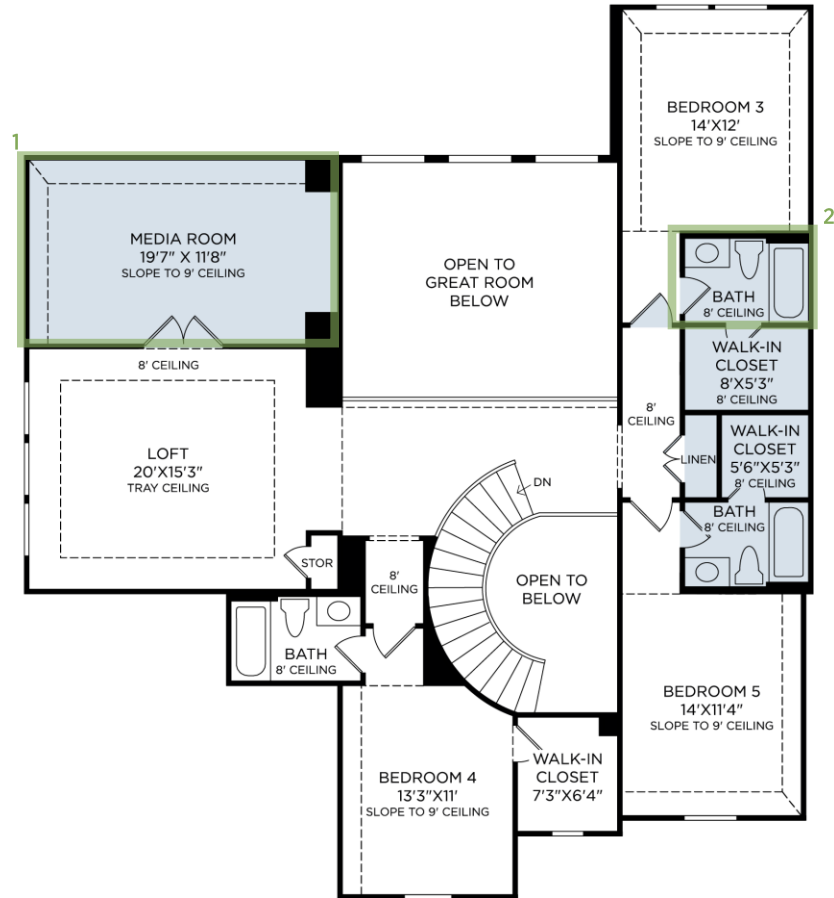 BEDROOM 3
14'X12'
SLOPE TO 9' CEILING
1
2
MEDIA ROOM
19'7" X 11'8"
SLOPE TO 9' CEILING
OPEN TO
GREAT ROOM
BELOW
BATH
8' CEILING
8' CEILING
WALK-IN
CLOSET
8'X5'3"
8' CEILING
8'
CEILING
LOFT
20'X15'3"
TRAY CEILING
LINEN
WALK-IN
CLOSET
5'6"X5'3"
8' CEILING
DN
BATH
8' CEILING
STOR
8'
CEILING
OPEN TO
BELOW
BATH
8' CEILING
BEDROOM 5
14'X11'4"
SLOPE TO 9' CEILING
BEDROOM 4
13'3"X11'
SLOPE TO 9' CEILING
WALK-IN
CLOSET
7'3"X6'4"